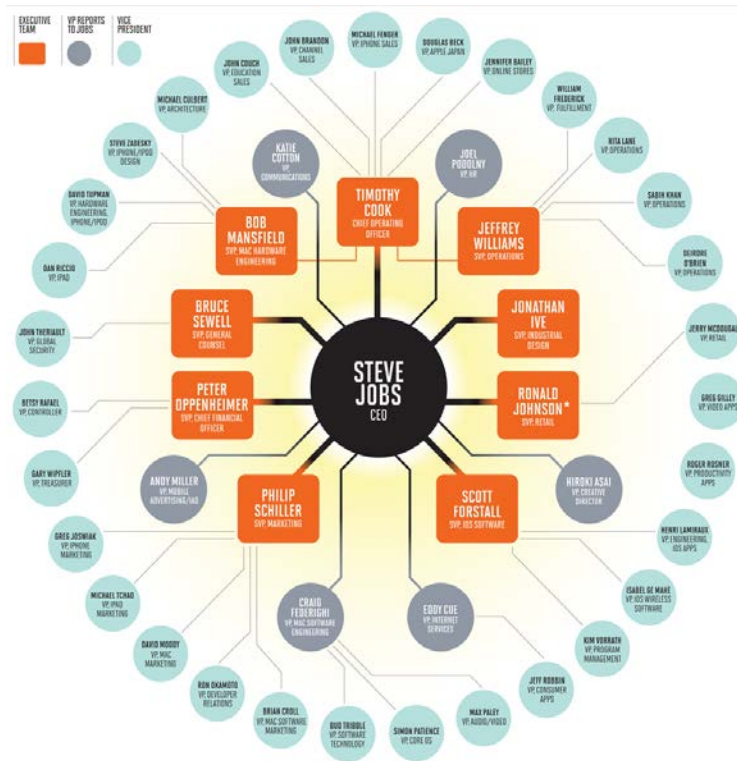 EXECUTIVE
TEAM
VP REPORTS
TO JOBS
VICE
PRESIDENT
MICHAEL FENGER
VP, IPHONE SALES
JOHN BRANDON
VP, CHANNEL
SALES
DOUGLAS BECK
VP, APPLE JAPAN
JOHN COUCH
VP, EDUCATION
SALES
JENNIFER BAILEY
VP, ONLINE STORES
MICHAEL CULBERT
VP, ARCHITECTURE
WILLIAM
FREDERICK
VP, FULFILLMENT
STEVE ZADESKY
VP, IPHONE/IPOD
DESIGN
RITA LANE
VP, OPERATIONS
KATIE
COTTON
VP,
COMMUNICATIONS
JOEL
PODOLNY
VP, HR
DAVID TUPMAN
VP, HARDWARE
ENGINEERING,
IPHONE/IPOD
SABIH KHAN
VP, OPERATIONS
TIMOTHY
COOK
CHIEF OPERATING
OFFICER
BOB
MANSFIELD
SVP, MAC HARDWARE
ENGINEERING
JEFFREY
WILLIAMS
SVP, OPERATIONS
DAN RICCIO
VP, IPAD
DEIRDRE
O'BRIEN
VP, OPERATIONS
BRUCE
SEWELL
SVP, GENERAL
COUNSEL
JONATHAN
IVE
SVP, INDUSTRIAL
DESIGN
JOHN THERIAULT
VP, GLOBAL
SECURITY
JERRY MCDOUGAL
VP, RETAIL
STEVE
JOBS
CEO
PETER
OPPENHEIMER
SVP, CHIEF FINANCIAL
OFFICER
RONALD
JOHNSON*
SVP, RETAIL
BETSY RAFAEL
VP, CONTROLLER
GREG GILLEY
VP, VIDEO APPS
GARY WIPFLER
VP, TREASURER
ROGER ROSNER
VP, PRODUCTIVITY
APPS
ANDY MILLER
VP, MOBILE
ADVERTISING/IAD
HIROKI ASAI
VP, CREATIVE
DIRECTOR
PHILIP
SCHILLER
SVP, MARKETING
SCOTT
FORSTALL
SVP, IOS SOFTWARE
GREG JOSWIAK
VP, IPHONE
MARKETING
HENRI LAMIRAUX
VP, ENGINEERING,
IOS APPS
MICHAEL TCHAO
VP, IPAD
MARKETING
ISABEL GE MAHE
VP, IOS WIRELESS
SOFTWARE
CRAIG
FEDERIGHI
VP, MAC SOFTWARE
ENGINEERING
EDDY CUE
VP, INTERNET
SERVICES
DAVID MOODY
VP, MAC
MARKETING
KIM VORRATH
VP, PROGRAM
MANAGEMENT
RON OKAMOTO
VP, DEVELOPER
RELATIONS
JEFF ROBBIN
VP, CONSUMER
APPS
BRIAN CROLL
VP, MAC SOFTWARE
MARKETING
MAX PALEY
VP, AUDIO/VIDEO
BUD TRIBBLE
VP, SOFTWARE
TECHNOLOGY
SIMON PATIENCE
VP, CORE OS